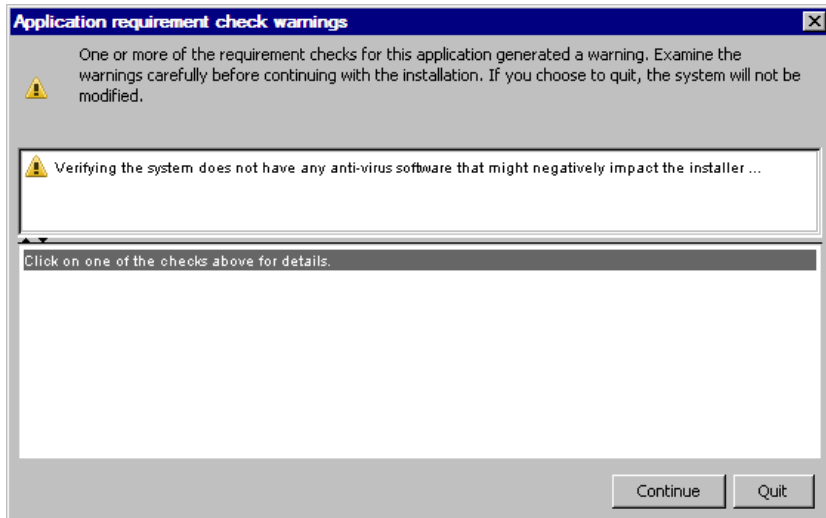 Application requirement check warnings
One or more of the requirement checks for this application generated a warning. Examine the
warnings carefully before continuing with the installation. If you choose to quit, the system will not be
modified.
Verifying the system does not have any anti-virus software that might negatively impact the installer ...
Click on one of the checks above for details.
Continue Quit